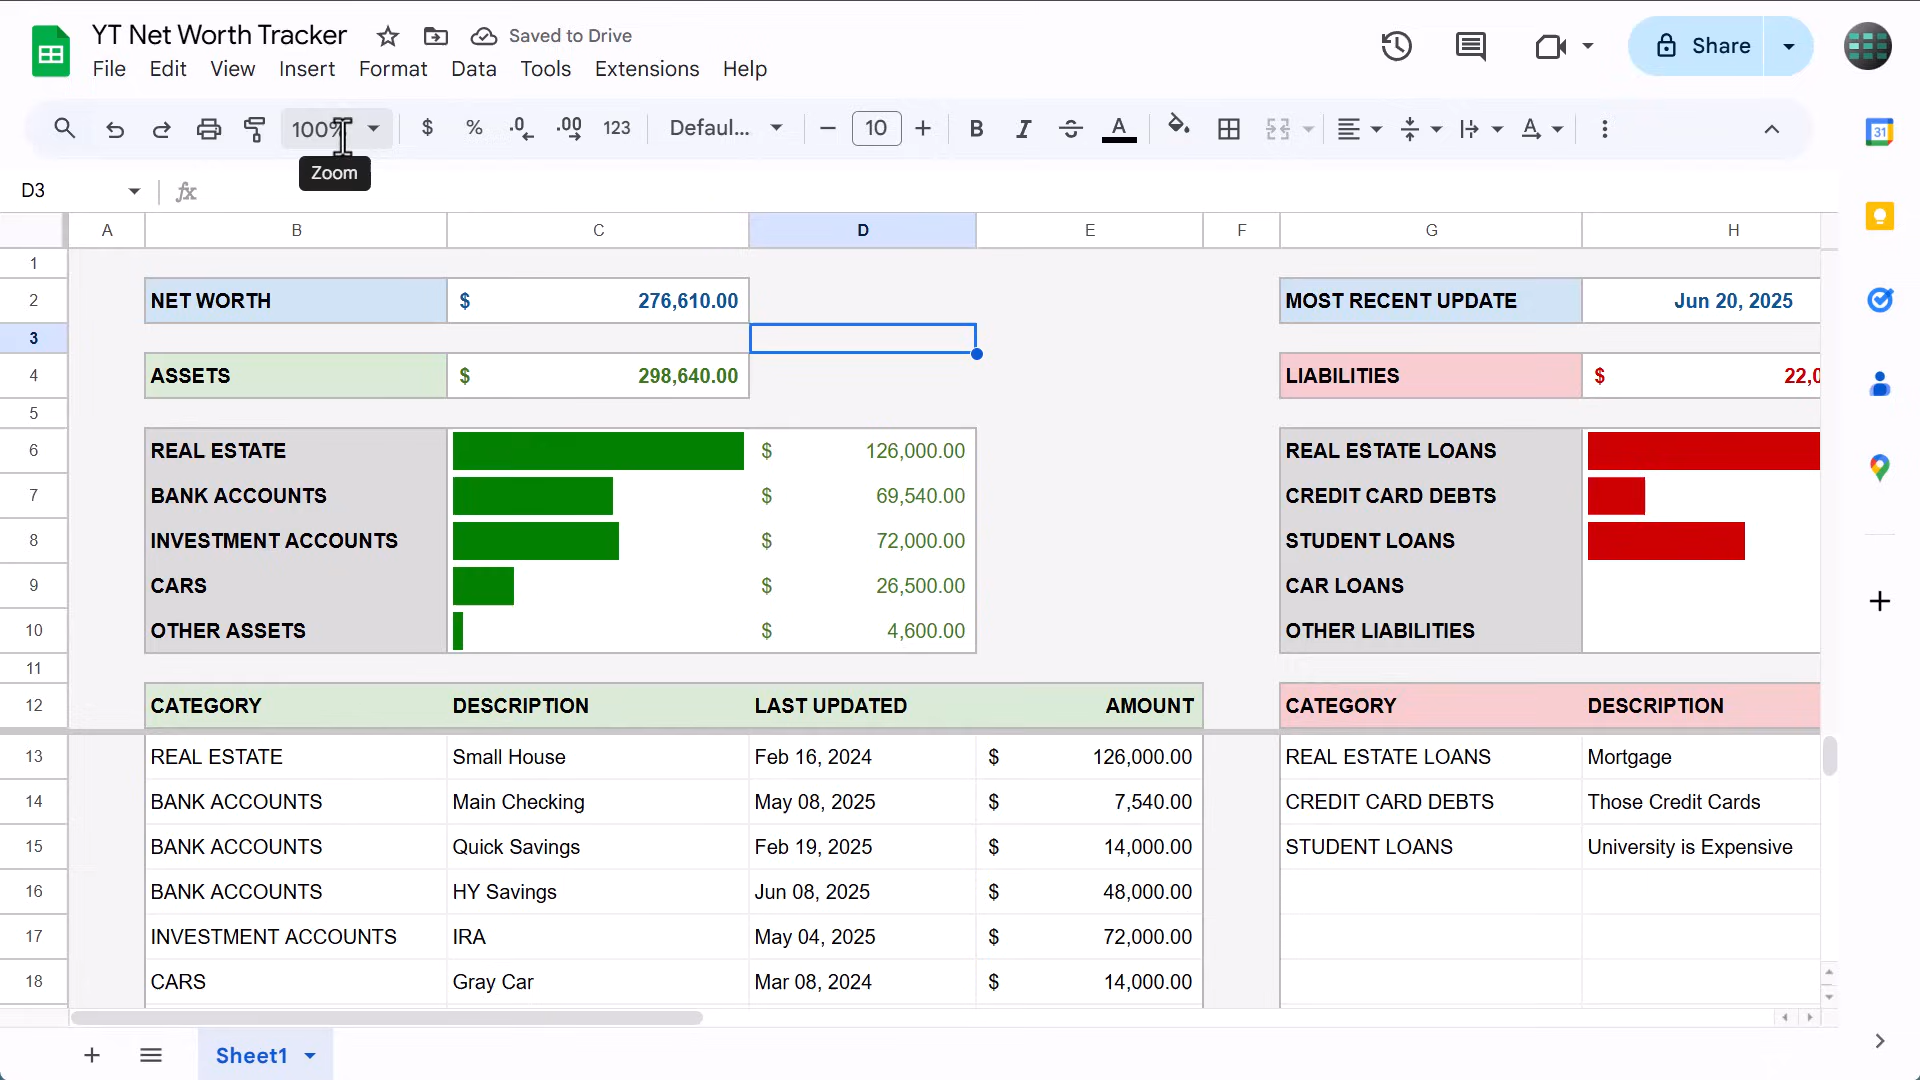 YT Net Worth Tracker Saved to Drive
File Edit View Insert Format Data Tools Extensions Help
Share
100% $ % .0 .00 123 Defaul... 10 B I S A
Zoom
D3 fx
A B C D E F G H
1
2 NET WORTH $ 276,610.00 MOST RECENT UPDATE Jun 20, 2025
3
4 ASSETS $ 298,640.00 LIABILITIES $ 22,0
5
6 REAL ESTATE $ 126,000.00 REAL ESTATE LOANS
7 BANK ACCOUNTS $ 69,540.00 CREDIT CARD DEBTS
8 INVESTMENT ACCOUNTS $ 72,000.00 STUDENT LOANS
9 CARS $ 26,500.00 CAR LOANS
10 OTHER ASSETS $ 4,600.00 OTHER LIABILITIES
11
12 CATEGORY DESCRIPTION LAST UPDATED AMOUNT CATEGORY DESCRIPTION
13 REAL ESTATE Small House Feb 16, 2024 $ 126,000.00 REAL ESTATE LOANS Mortgage
14 BANK ACCOUNTS Main Checking May 08, 2025 $ 7,540.00 CREDIT CARD DEBTS Those Credit Cards
15 BANK ACCOUNTS Quick Savings Feb 19, 2025 $ 14,000.00 STUDENT LOANS University is Expensive
16 BANK ACCOUNTS HY Savings Jun 08, 2025 $ 48,000.00
17 INVESTMENT ACCOUNTS IRA May 04, 2025 $ 72,000.00
18 CARS Gray Car Mar 08, 2024 $ 14,000.00
Sheet1
31